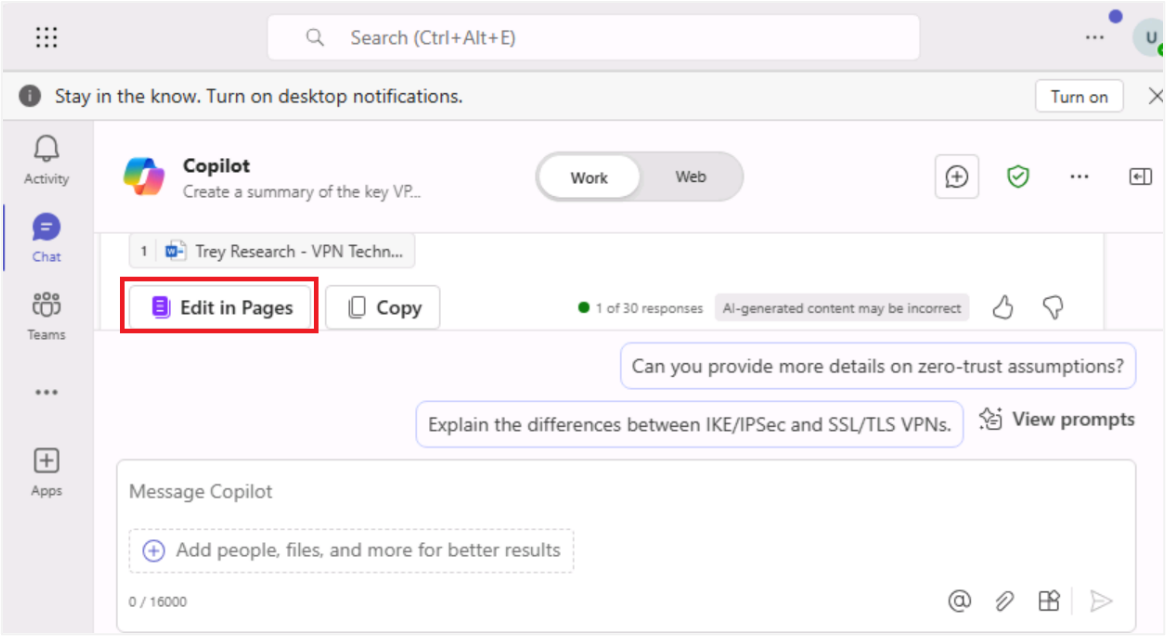 Search (Ctrl+Alt+E)
U
Stay in the know. Turn on desktop notifications.
Turn on
Activity
Chat
Teams
Apps
Copilot
Create a summary of the key VP...
Work
Web
1 Trey Research - VPN Techn...
Edit in Pages
Copy
1 of 30 responses
AI-generated content may be incorrect
Can you provide more details on zero-trust assumptions?
Explain the differences between IKE/IPSec and SSL/TLS VPNs.
View prompts
Message Copilot
Add people, files, and more for better results
0 / 16000